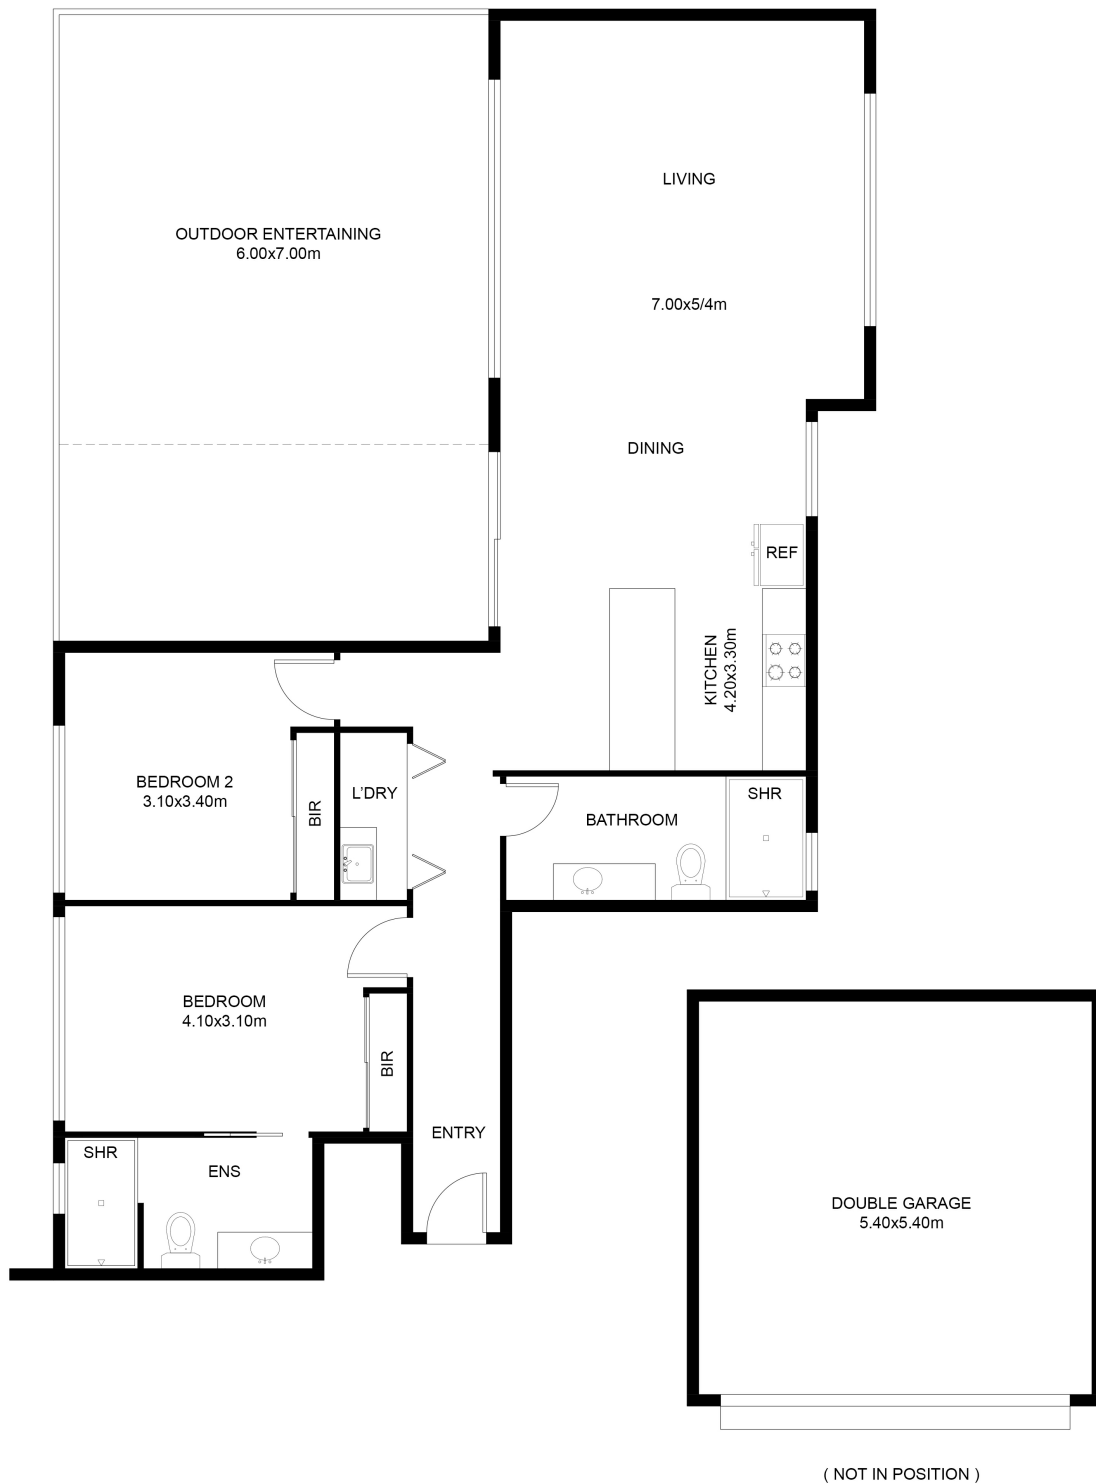 LIVING
OUTDOOR ENTERTAINING
6.00x7.00m
7.00x5/4m
DINING
REF
KITCHEN
4.20x3.30m
BEDROOM 2
3.10x3.40m
BIR
L'DRY
BATHROOM
SHR
BEDROOM
4.10x3.10m
BIR
ENTRY
SHR
ENS
DOUBLE GARAGE
5.40x5.40m
( NOT IN POSITION )